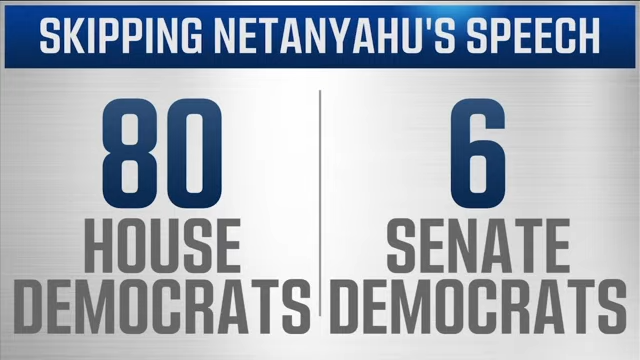 SKIPPING NETANYAHU'S SPEECH
80
HOUSE
DEMOCRATS
6
SENATE
DEMOCRATS